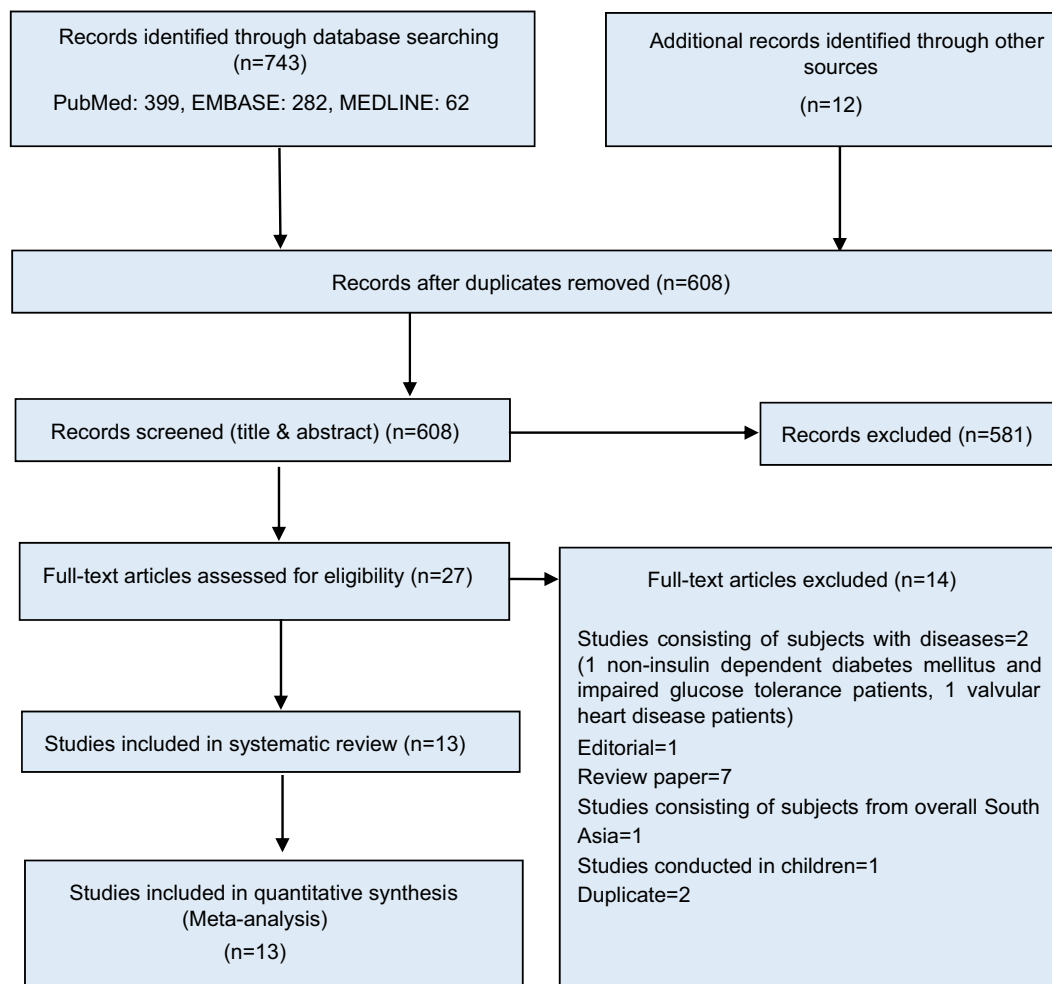 Records identified through database searching
(n=743)
PubMed: 399, EMBASE: 282, MEDLINE: 62
Additional records identified through other
sources
(n=12)
Records after duplicates removed (n=608)
Records screened (title & abstract) (n=608)
Records excluded (n=581)
Full-text articles assessed for eligibility (n=27)
Full-text articles excluded (n=14)
Studies consisting of subjects with diseases=2
(1 non-insulin dependent diabetes mellitus and
impaired glucose tolerance patients, 1 valvular
heart disease patients)
Editorial=1
Review paper=7
Studies consisting of subjects from overall South
Asia=1
Studies conducted in children=1
Duplicate=2
Studies included in systematic review (n=13)
Studies included in quantitative synthesis
(Meta-analysis)
(n=13)